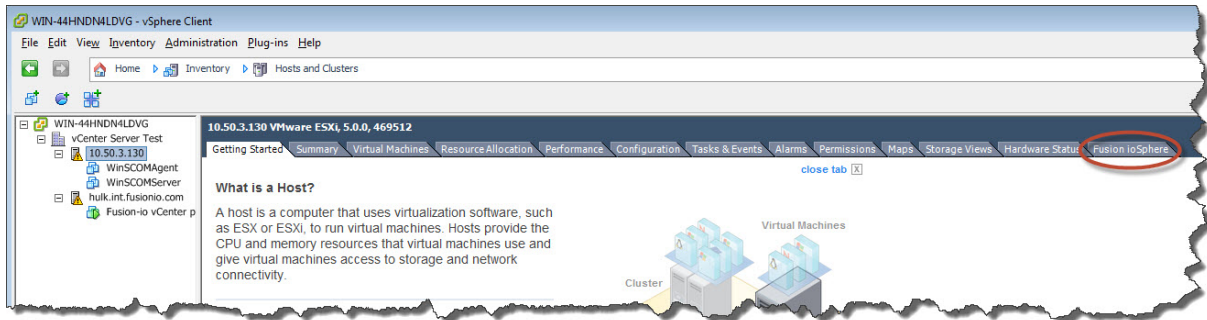 WIN-44HNDN4LDVG - vSphere Client
File Edit View Inventory Administration Plug-ins Help
Home Inventory Hosts and Clusters
WIN-44HNDN4LDVG
vCenter Server Test
10.50.3.130
WinSCOMAgent
WinSCOMServer
hulk.int.fusionio.com
Fusion-io vCenter p
10.50.3.130 VMware ESXi, 5.0.0, 469512
Getting Started Summary Virtual Machines Resource Allocation Performance Configuration Tasks & Events Alarms Permissions Maps Storage Views Hardware Status Fusion ioSphere
close tab X
What is a Host?
A host is a computer that uses virtualization software, such
as ESX or ESXi, to run virtual machines. Hosts provide the
CPU and memory resources that virtual machines use and
give virtual machines access to storage and network
connectivity.
Virtual Machines
Cluster